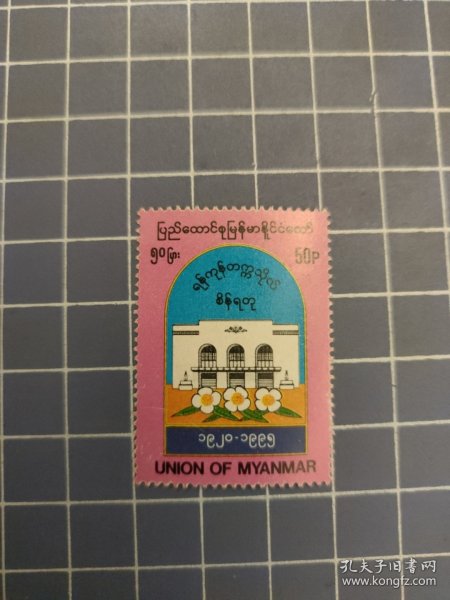 ပြည်ထောင်စုမြန်မာနိုင်ငံတော်
၅၀ ပြား 50P
ရန်ကုန်တက္ကသိုလ်
စိန်ရတု
၁၉၂၀-၁၉၉၅
UNION OF MYANMAR
孔夫子旧书网
www.kongfz.com